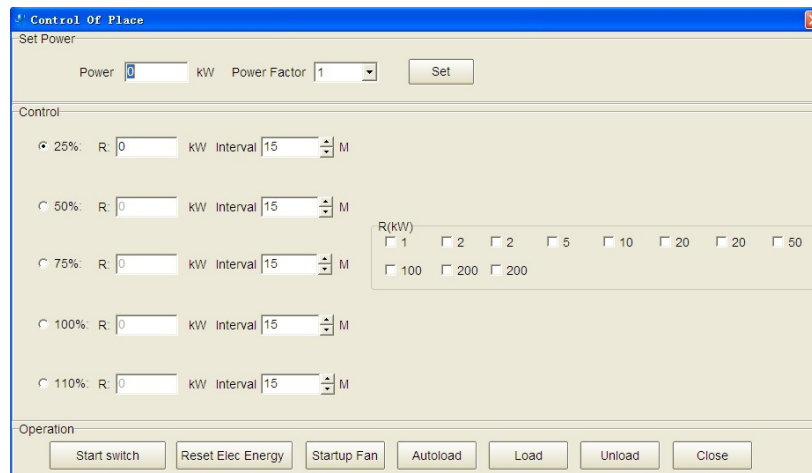 Control Of Place
Set Power
Power 0 kW Power Factor 1 Set
Control
25%: R: 0 kW Interval 15 M
50%: R: 0 kW Interval 15 M
R(kW)
1 2 2 5 10 20 20 50
75%: R: 0 kW Interval 15 M
100 200 200
100%: R: 0 kW Interval 15 M
110%: R: 0 kW Interval 15 M
Operation
Start switch Reset Elec Energy Startup Fan Autoload Load Unload Close